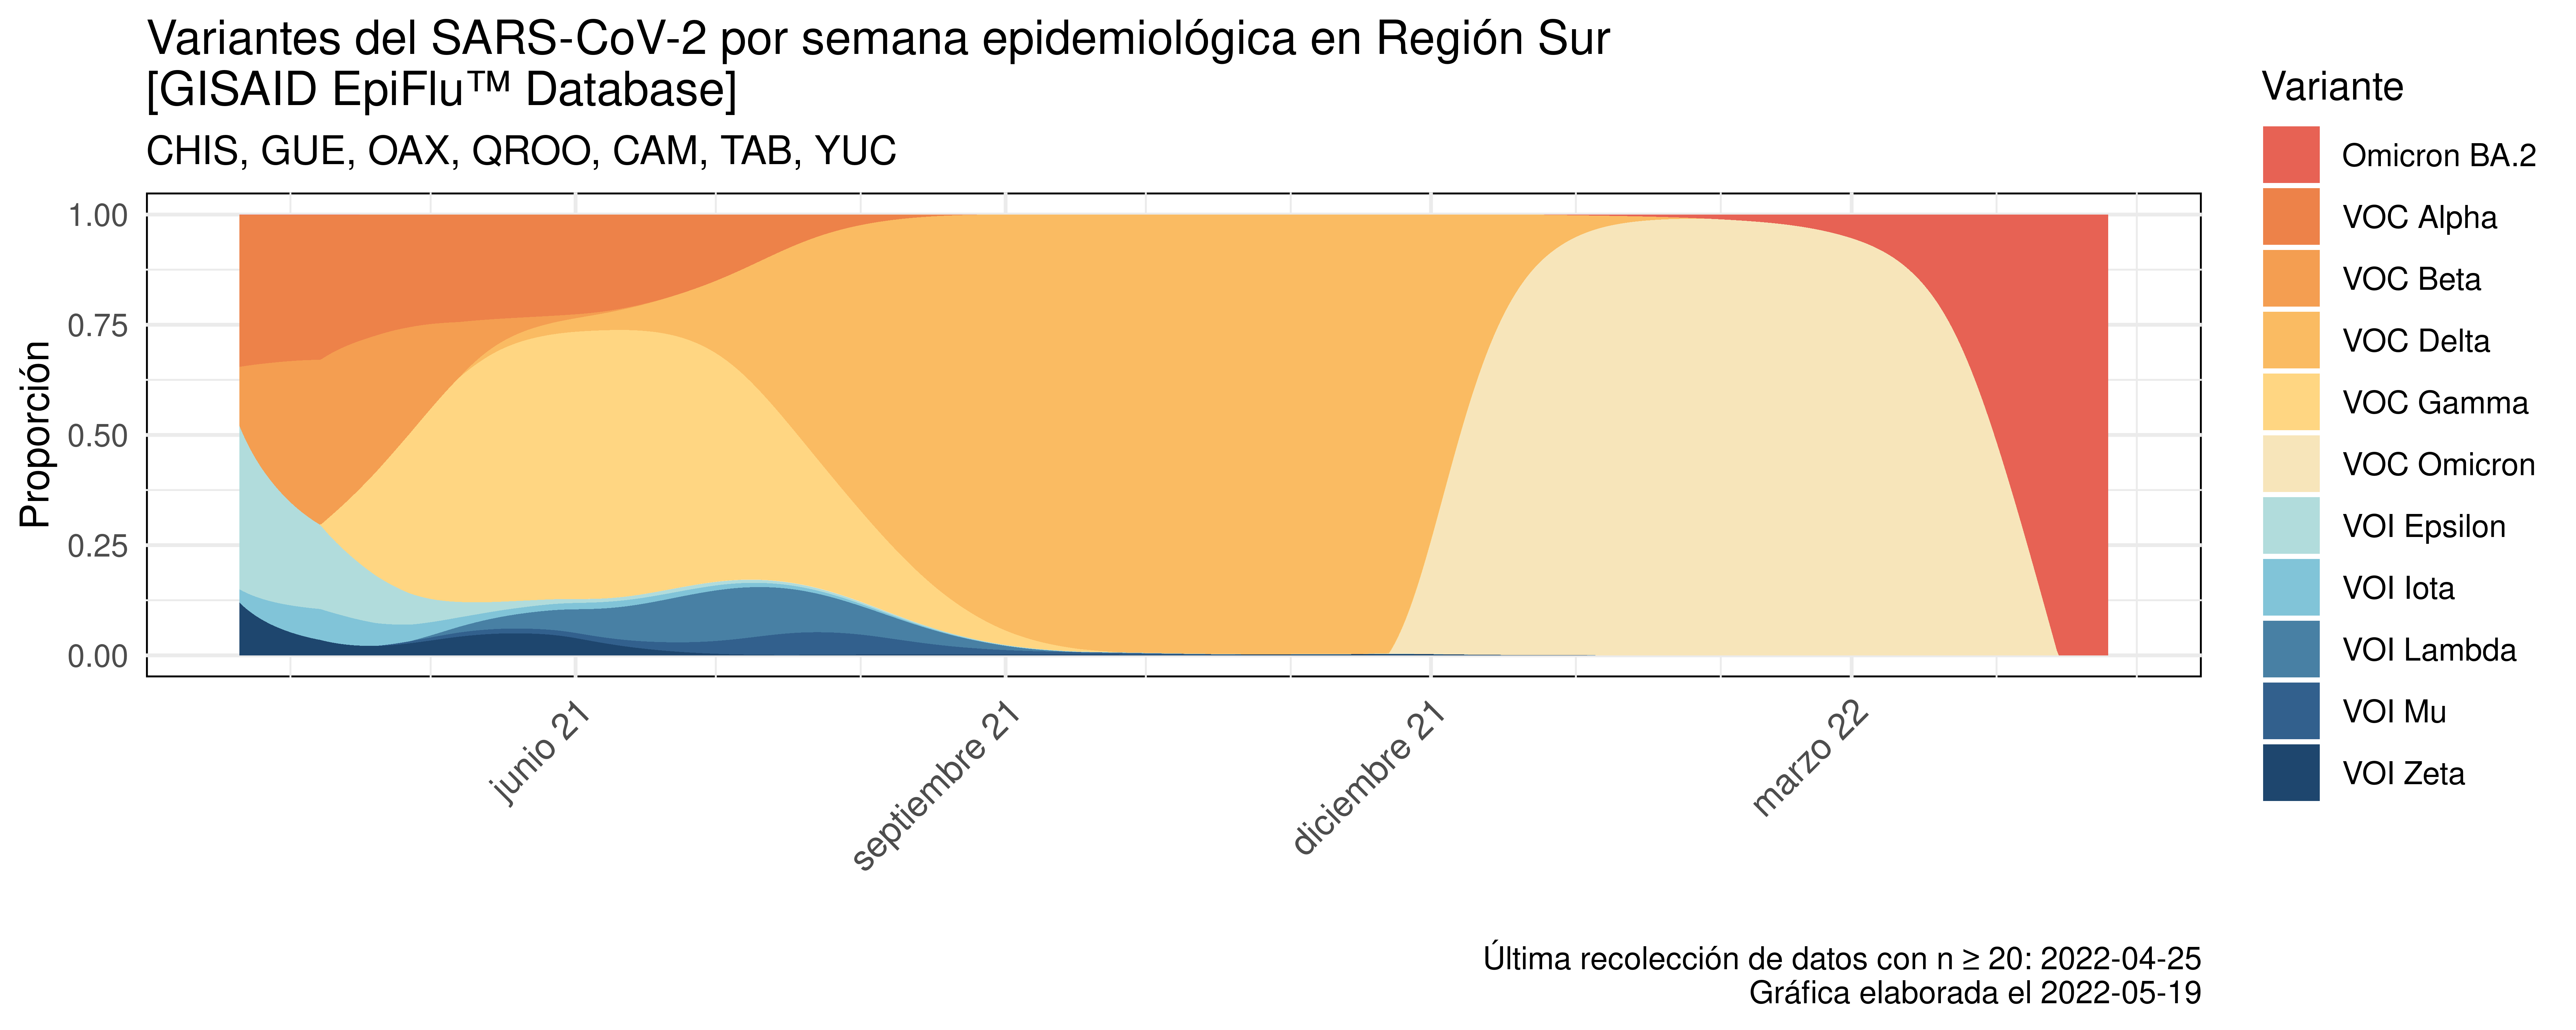 Variantes del SARS-CoV-2 por semana epidemiológica en Región Sur
[GISAID EpiFlu™ Database]
CHIS, GUE, OAX, QROO, CAM, TAB, YUC
Proporción
1.00
0.75
0.50
0.25
0.00
junio 21
septiembre 21
diciembre 21
marzo 22
Variante
Omicron BA.2
VOC Alpha
VOC Beta
VOC Delta
VOC Gamma
VOC Omicron
VOI Epsilon
VOI Iota
VOI Lambda
VOI Mu
VOI Zeta
Última recolección de datos con n ≥ 20: 2022-04-25
Gráfica elaborada el 2022-05-19